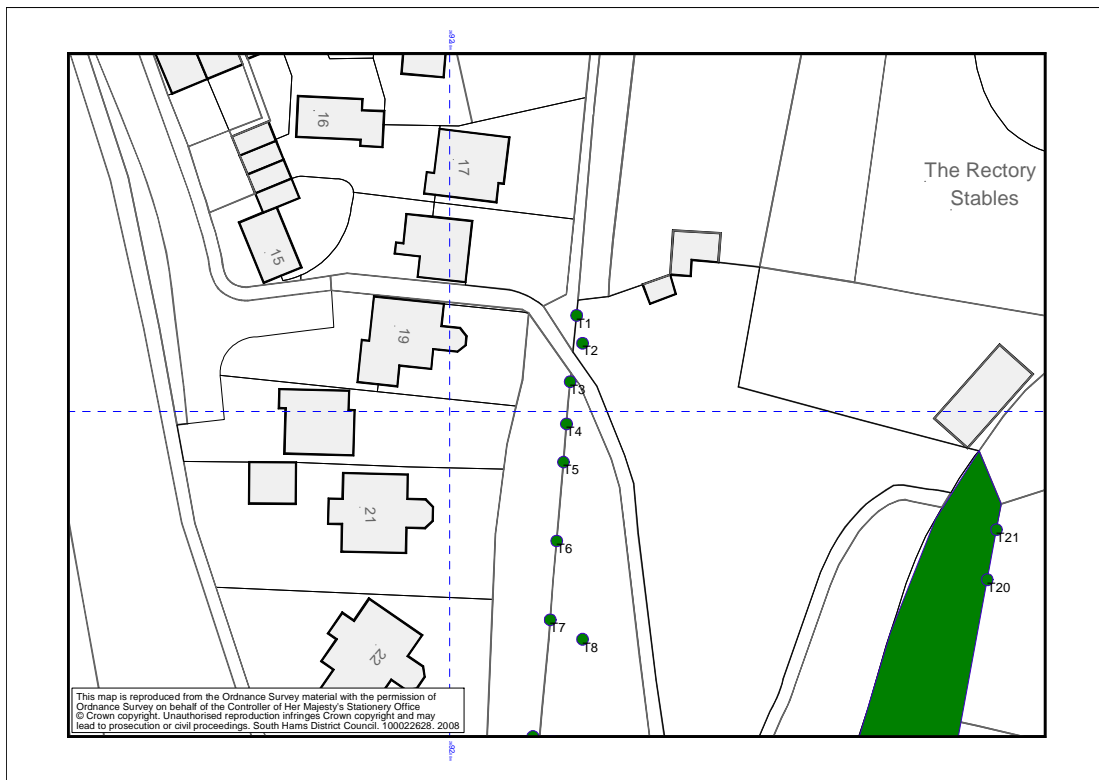 16
17
The Rectory
Stables
15
T1
19
T2
T3
T4
T5
21
T21
T6
T20
T7
T8
22
This map is reproduced from the Ordnance Survey material with the permission of
Ordnance Survey on behalf of the Controller of Her Majesty's Stationery Office
© Crown copyright. Unauthorised reproduction infringes Crown copyright and may
lead to prosecution or civil proceedings. South Hams District Council. 100022628. 2008